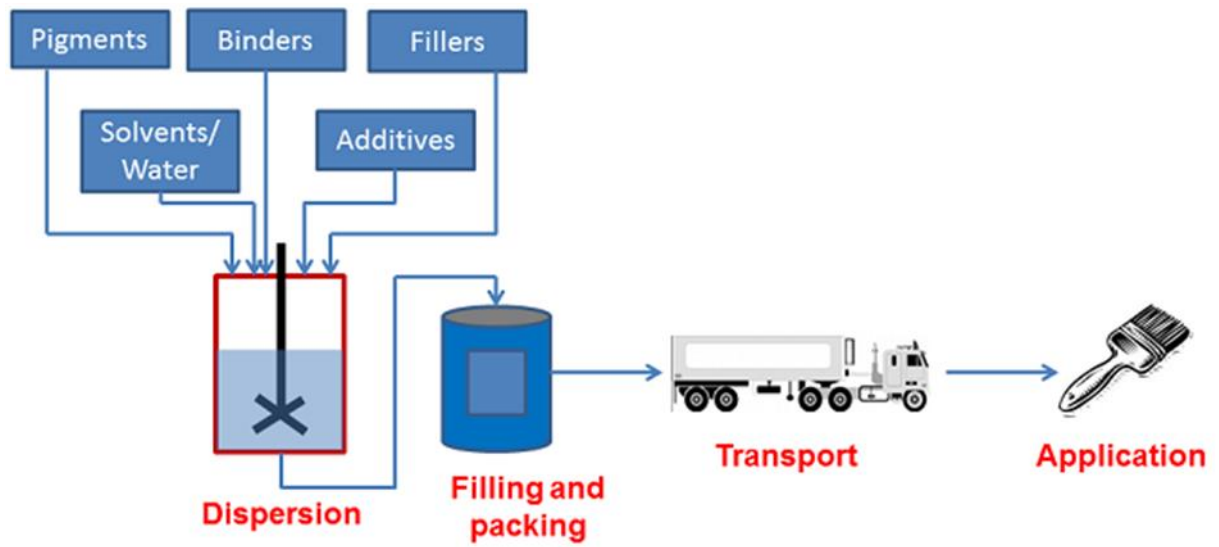 Pigments
Binders
Fillers
Solvents/
Water
Additives
Dispersion
Filling and
packing
Transport
Application